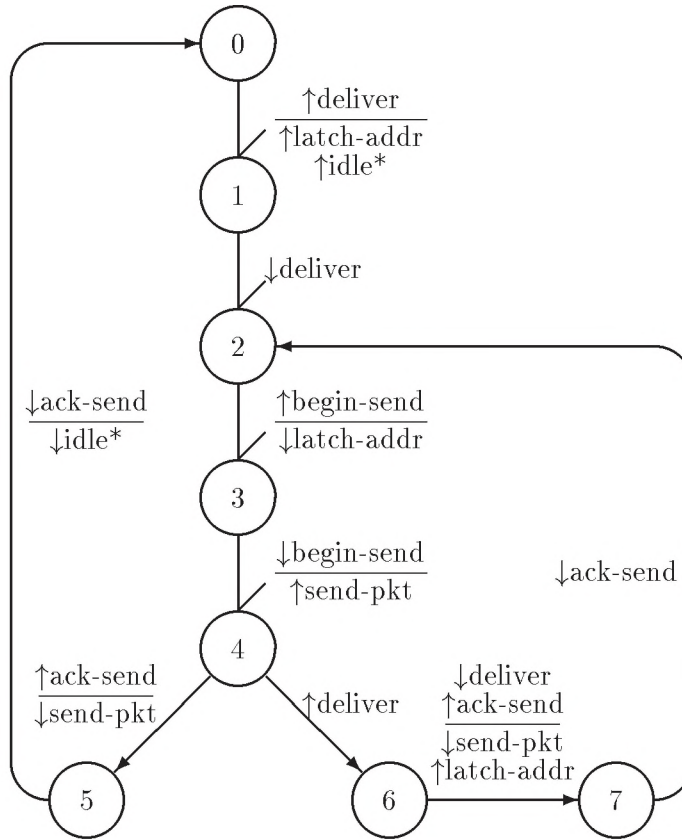 0
↑deliver
↑latch-addr
↑idle*
1
↓deliver
2
↓ack-send
↓idle*
↑begin-send
↓latch-addr
3
↓begin-send
↑send-pkt
↓ack-send
4
↑ack-send
↓send-pkt
↑deliver
↓deliver
↑ack-send
↓send-pkt
↑latch-addr
5
6
7